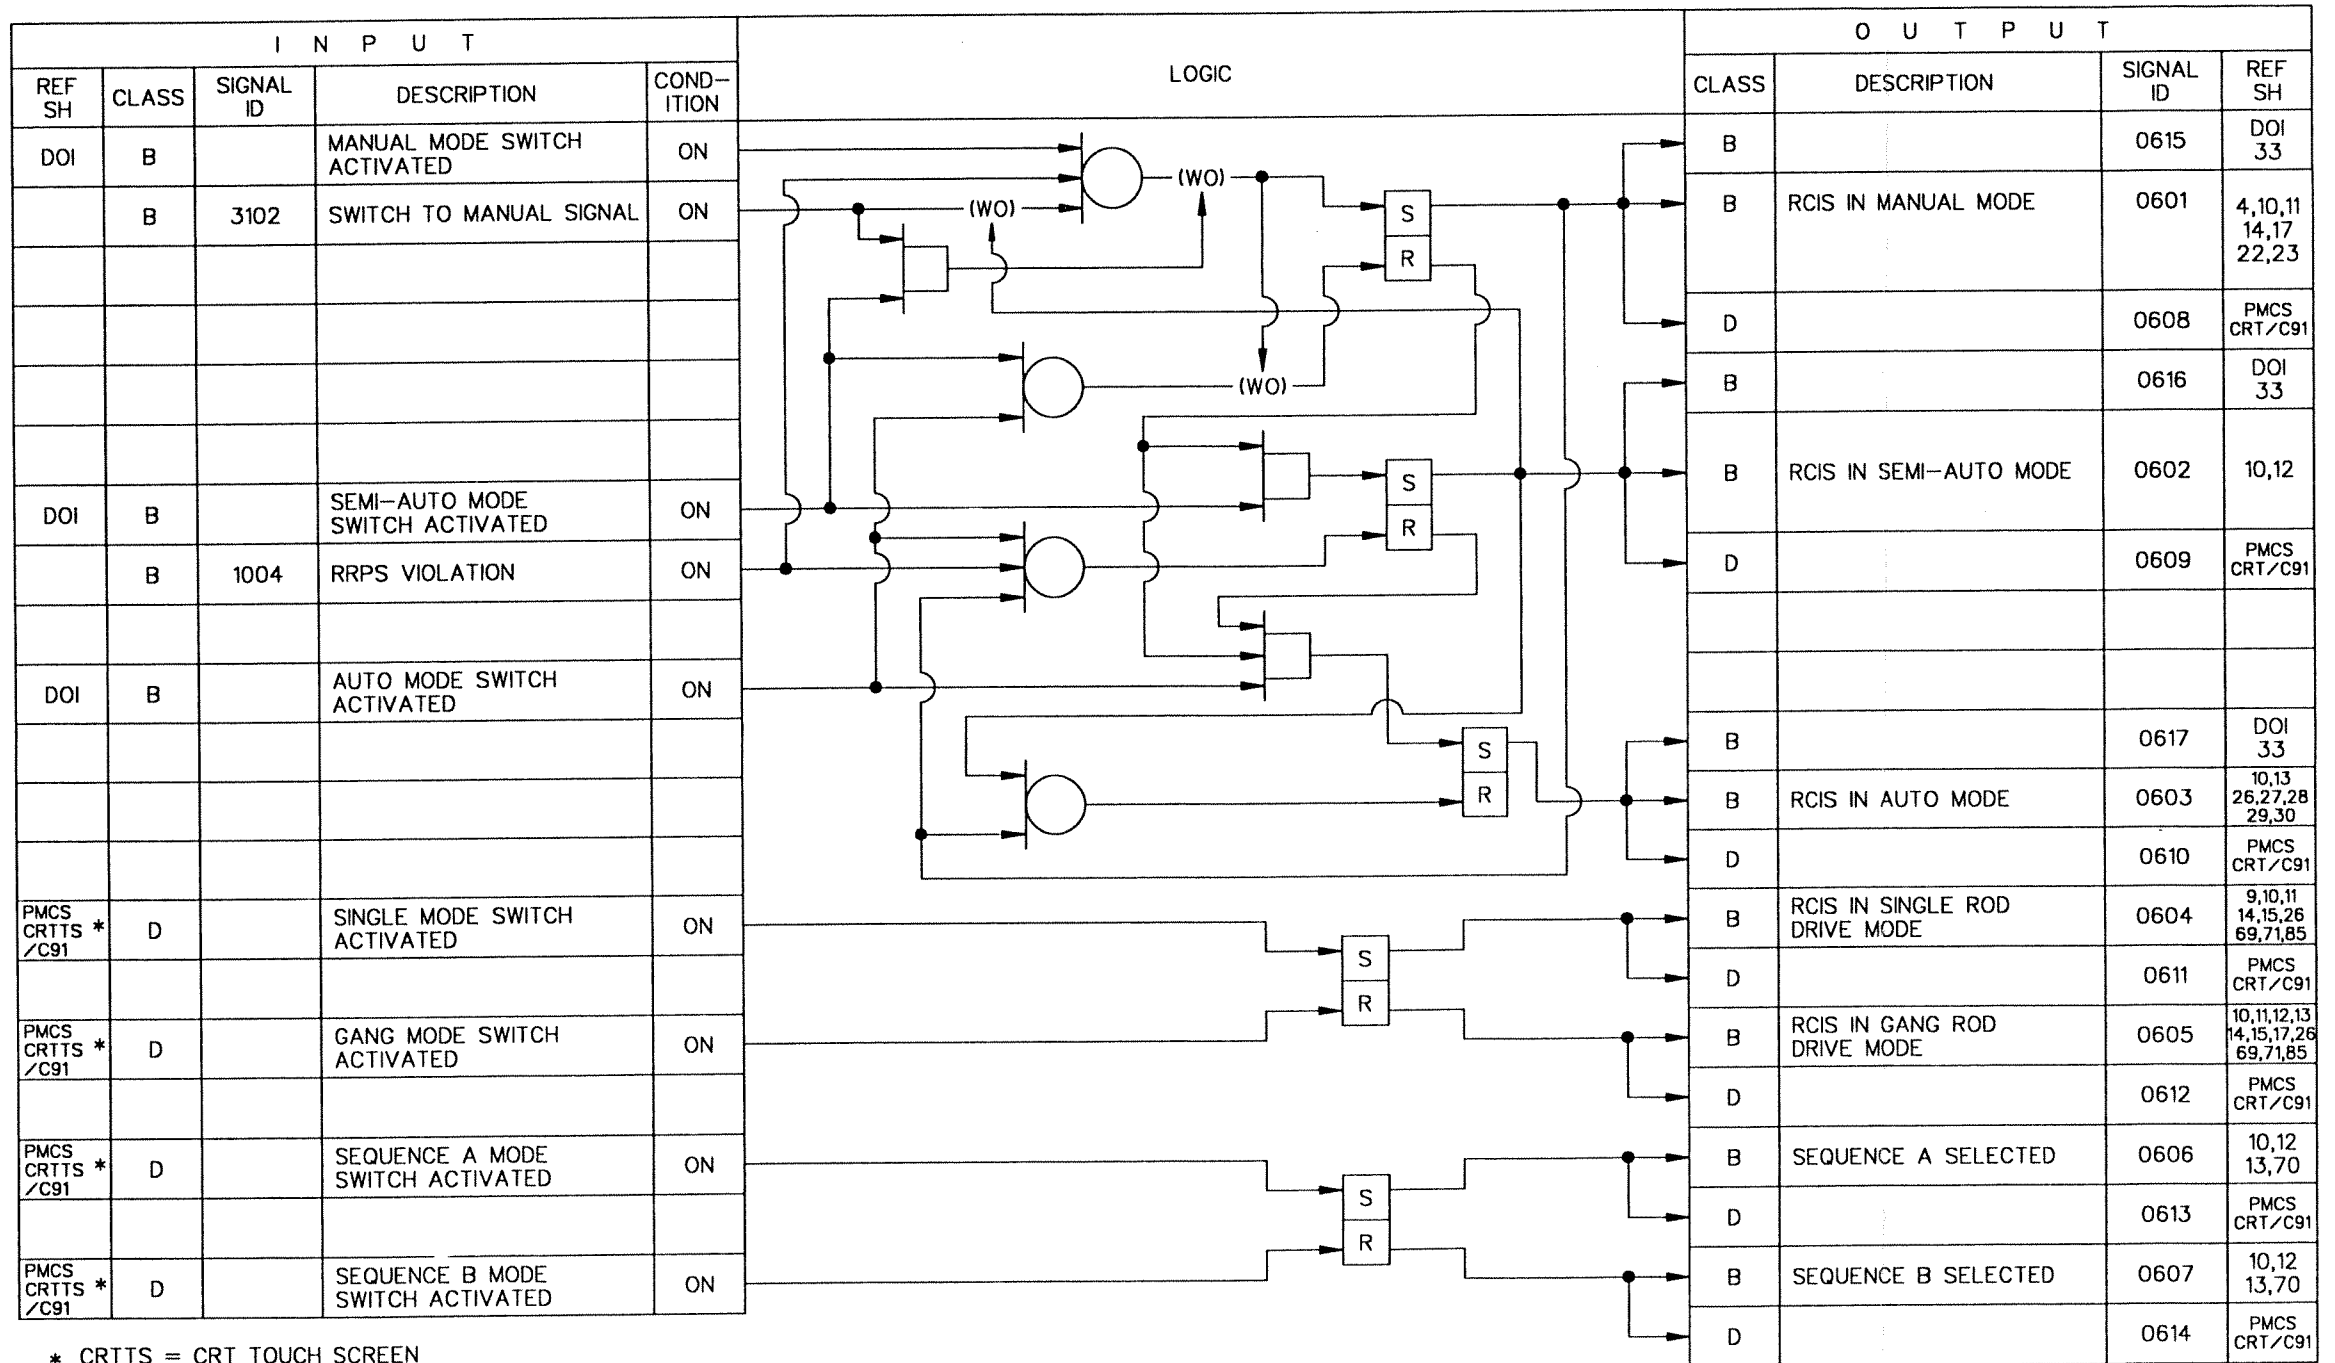 I N P U T
LOGIC
O U T P U T
REF
SH
CLASS
SIGNAL
ID
DESCRIPTION
COND-
ITION
CLASS
DESCRIPTION
SIGNAL
ID
REF
SH
DOI
B
MANUAL MODE SWITCH
ACTIVATED
ON
B
3102
SWITCH TO MANUAL SIGNAL
ON
DOI
B
SEMI-AUTO MODE
SWITCH ACTIVATED
ON
B
1004
RRPS VIOLATION
ON
DOI
B
AUTO MODE SWITCH
ACTIVATED
ON
PMCS
CRTTS *
/C91
D
SINGLE MODE SWITCH
ACTIVATED
ON
PMCS
CRTTS *
/C91
D
GANG MODE SWITCH
ACTIVATED
ON
PMCS
CRTTS *
/C91
D
SEQUENCE A MODE
SWITCH ACTIVATED
ON
PMCS
CRTTS *
/C91
D
SEQUENCE B MODE
SWITCH ACTIVATED
ON
(WO)
(WO)
(WO)
S
R
S
R
S
R
S
R
S
R
B
0615
DOI
33
B
RCIS IN MANUAL MODE
0601
4,10,11
14,17
22,23
D
0608
PMCS
CRT/C91
B
0616
DOI
33
B
RCIS IN SEMI-AUTO MODE
0602
10,12
D
0609
PMCS
CRT/C91
B
0617
DOI
33
B
RCIS IN AUTO MODE
0603
10,13
26,27,28
29,30
D
0610
PMCS
CRT/C91
B
RCIS IN SINGLE ROD
DRIVE MODE
0604
9,10,11
14,15,26
69,71,85
D
0611
PMCS
CRT/C91
B
RCIS IN GANG ROD
DRIVE MODE
0605
10,11,12,13
14,15,17,26
69,71,85
D
0612
PMCS
CRT/C91
B
SEQUENCE A SELECTED
0606
10,12
13,70
D
0613
PMCS
CRT/C91
B
SEQUENCE B SELECTED
0607
10,12
13,70
D
0614
PMCS
CRT/C91
* CRTTS = CRT TOUCH SCREEN